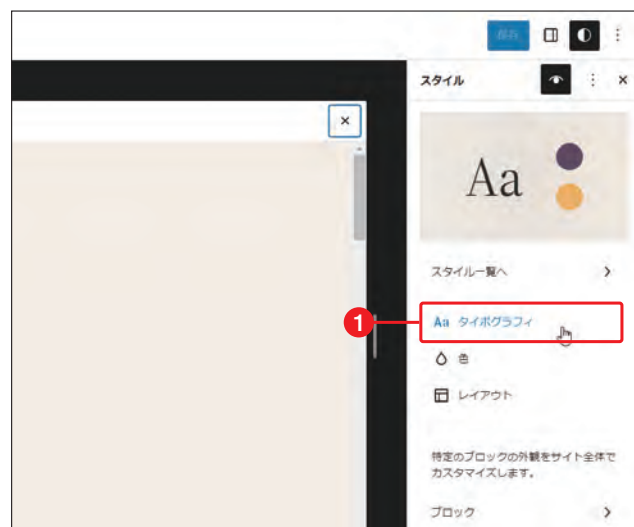 保存
スタイル
Aa
スタイル一覧へ
1
Aa タイポグラフィ
色
レイアウト
特定のブロックの外観をサイト全体で
カスタマイズします。
ブロック